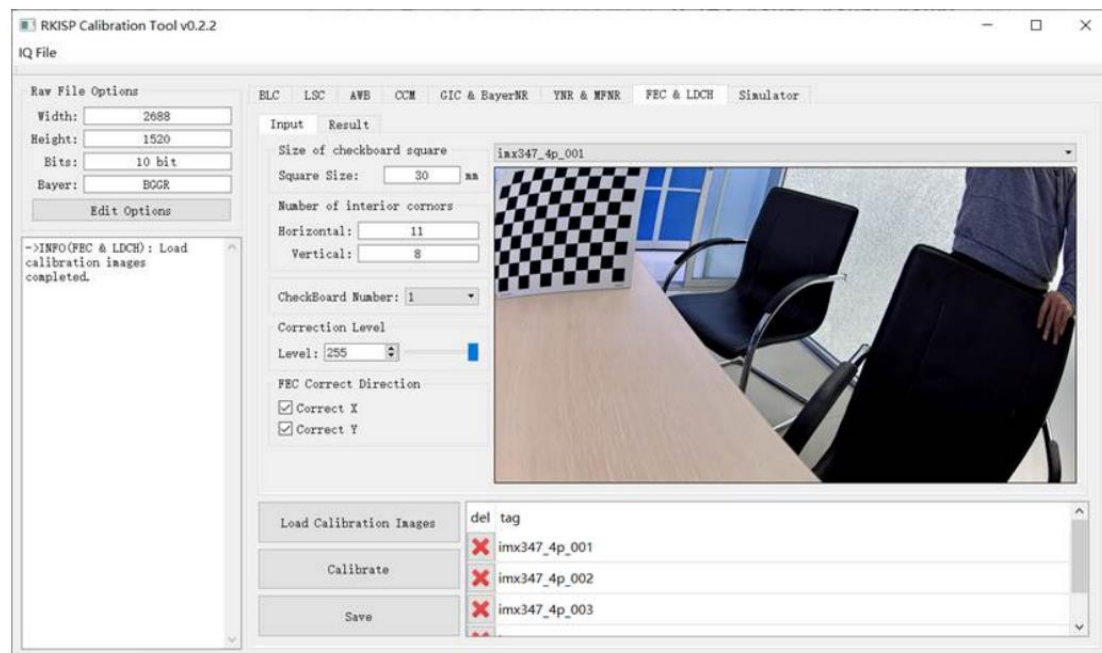 RKISP Calibration Tool v0.2.2
IQ File
Raw File Options
Width: 2688
Height: 1520
Bits: 10 bit
Bayer: BGGR
Edit Options
->INFO(FEC & LDCH): Load
calibration images
completed.
BLC LSC AWB CCM GIC & BayerNR YNR & MFNR FEC & LDCH Simulator
Input Result
Size of checkboard square
Square Size: 30 mm
Number of interior cornors
Horizontal: 11
Vertical: 8
CheckBoard Number: 1
Correction Level
Level: 255
FEC Correct Direction
Correct X
Correct Y
imx347_4p_001
Load Calibration Images
Calibrate
Save
del tag
imx347_4p_001
imx347_4p_002
imx347_4p_003